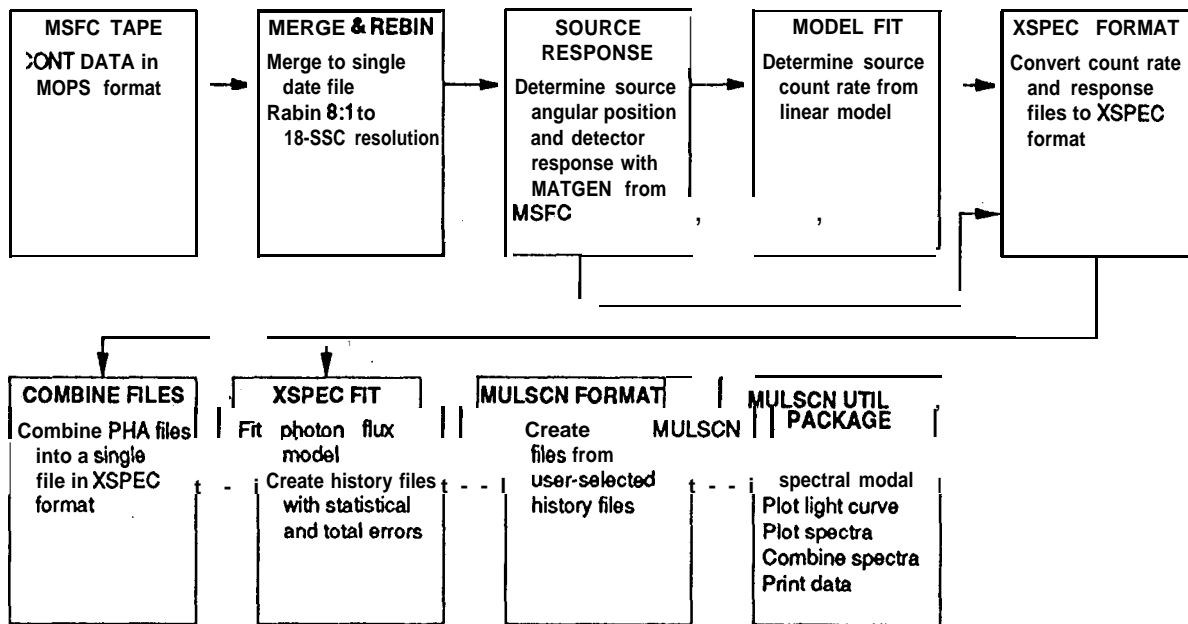 MSFC TAPE
CONT DATA in
MOPS format
MERGE & REBIN
Merge to single
date file
Rabin 8:1 to
18-SSC resolution
SOURCE
RESPONSE
Determine source
angular position
and detector
response with
MATGEN from
MSFC
MODEL FIT
Determine source
count rate from
linear model
XSPEC FORMAT
Convert count rate
and response
files to XSPEC
format
COMBINE FILES
Combine PHA files
into a single
file in XSPEC
format
XSPEC FIT
Fit photon flux
model
Create history files
with statistical
and total errors
MULSCN FORMAT
Create MULSCN
files from
user-selected
history files
MULSCN UTIL
PACKAGE
spectral modal
Plot light curve
Plot spectra
Combine spectra
Print data